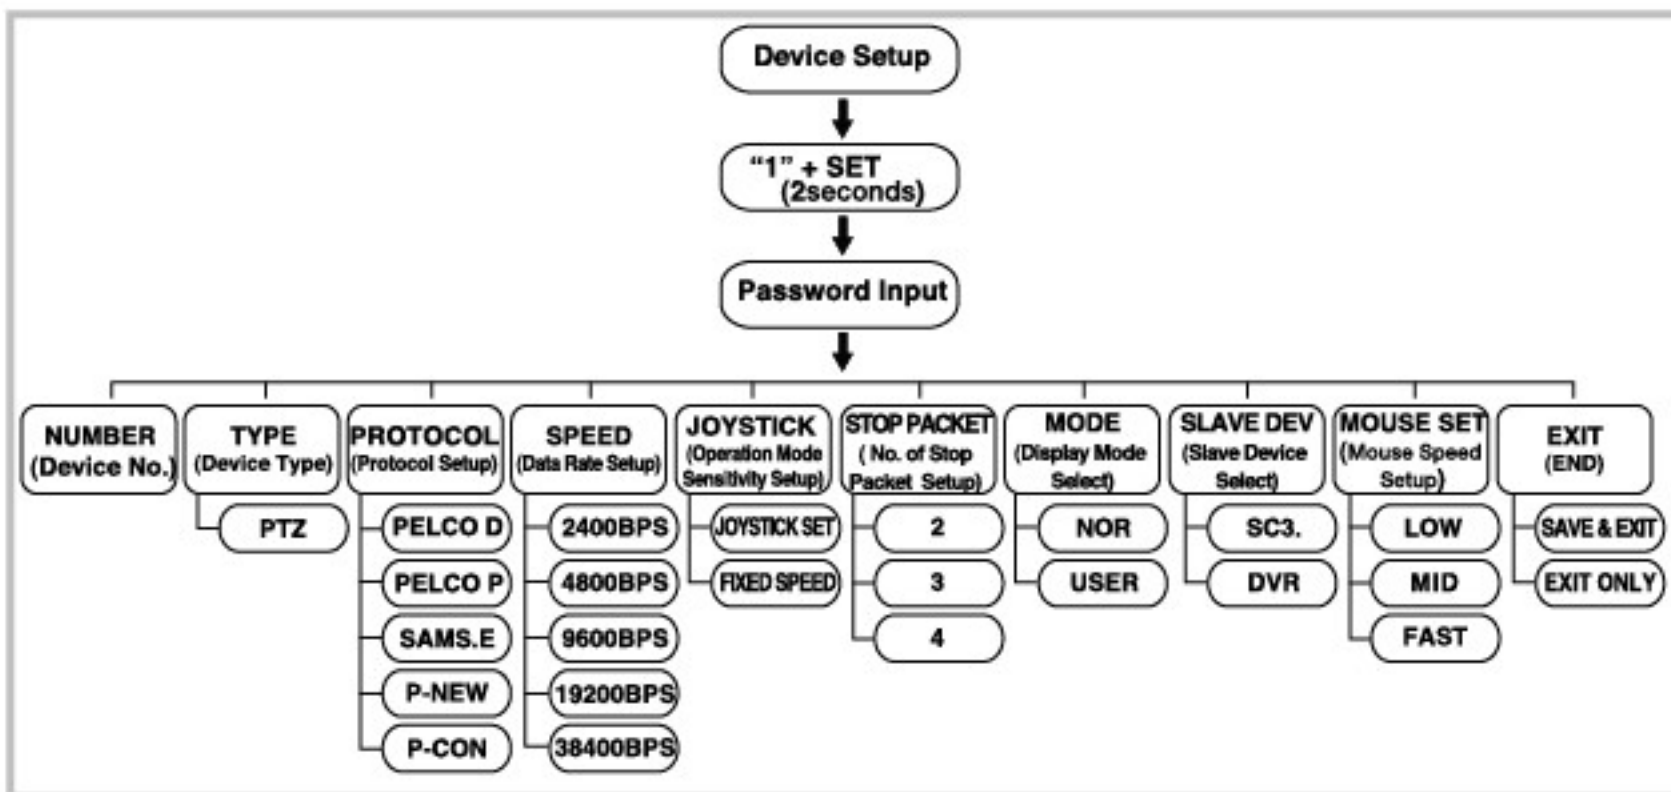 Device Setup
“1” + SET
(2seconds)
Password Input
NUMBER
(Device No.)
TYPE
(Device Type)
PTZ
PROTOCOL
(Protocol Setup)
PELCO D
PELCO P
SAMS.E
P-NEW
P-CON
SPEED
(Data Rate Setup)
2400BPS
4800BPS
9600BPS
19200BPS
38400BPS
JOYSTICK
(Operation Mode
Sensitivity Setup)
JOYSTICK SET
FIXED SPEED
STOP PACKET
( No. of Stop
Packet Setup)
2
3
4
MODE
(Display Mode
Select)
NOR
USER
SLAVE DEV
(Slave Device
Select)
SC3.
DVR
MOUSE SET
(Mouse Speed
Setup)
LOW
MID
FAST
EXIT
(END)
SAVE & EXIT
EXIT ONLY